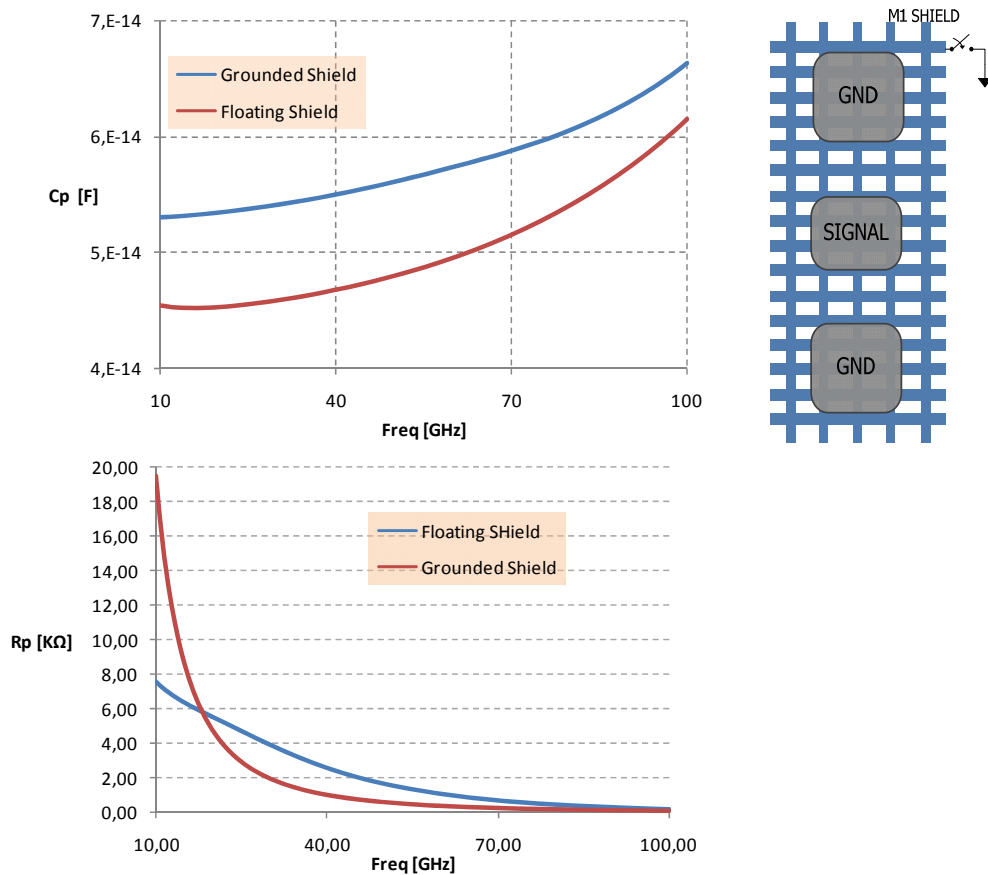 7,E-14
Grounded Shield
Floating Shield
6,E-14
Cp [F]
5,E-14
4,E-14
10
40
70
100
Freq [GHz]
M1 SHIELD
GND
SIGNAL
GND
20,00
18,00
Floating SHield
16,00
Grounded Shield
14,00
12,00
Rp [KΩ]
10,00
8,00
6,00
4,00
2,00
0,00
10,00
40,00
70,00
100,00
Freq [GHz]